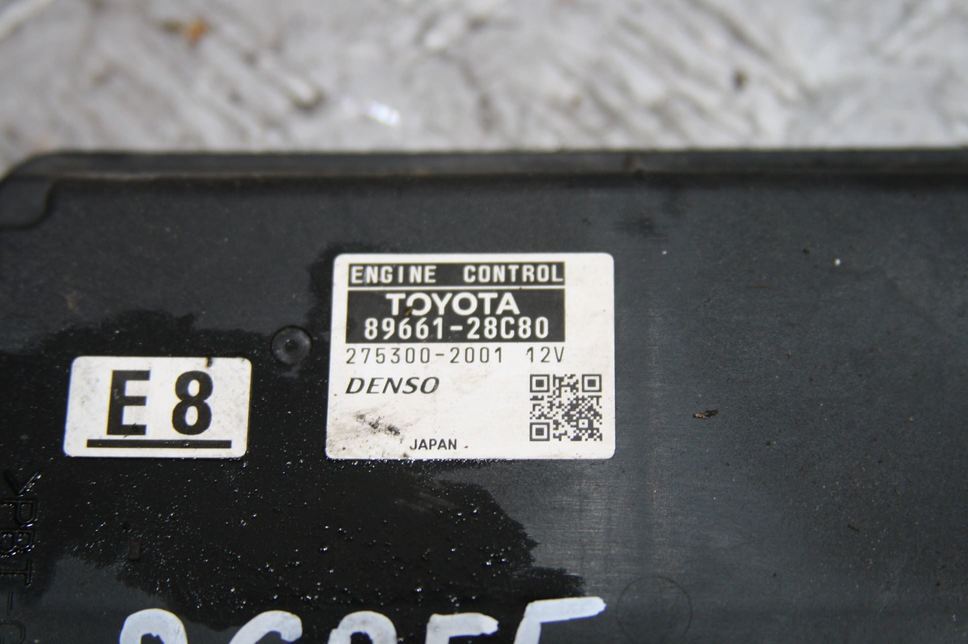 ENGINE CONTROL
TOYOTA
89661-28C80
275300-2001 12V
DENSO
JAPAN
E8